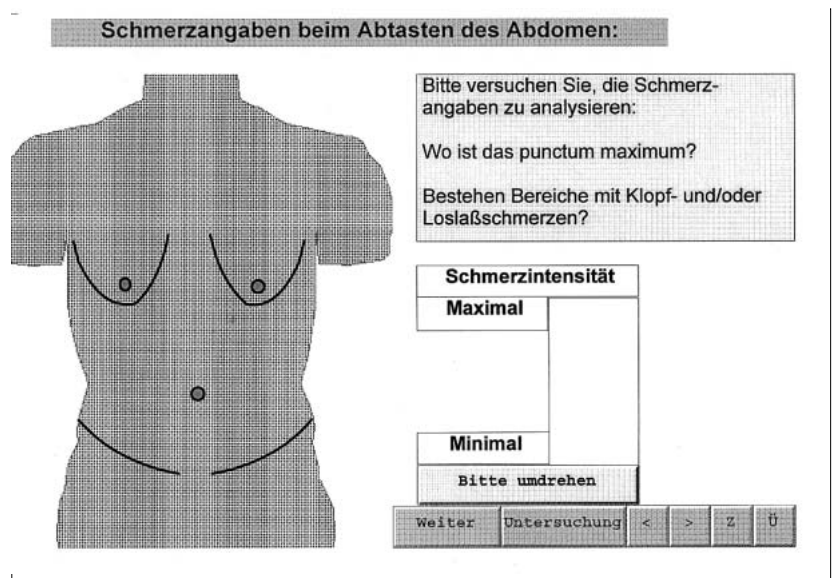 Schmerzangaben beim Abtasten des Abdomen:
Bitte versuchen Sie, die Schmerz-
angaben zu analysieren:
Wo ist das punctum maximum?
Bestehen Bereiche mit Klopf- und/oder
Loslaßschmerzen?
Schmerzintensität
Maximal
Minimal
Bitte umdrehen
Weiter Untersuchung < > Z Ü